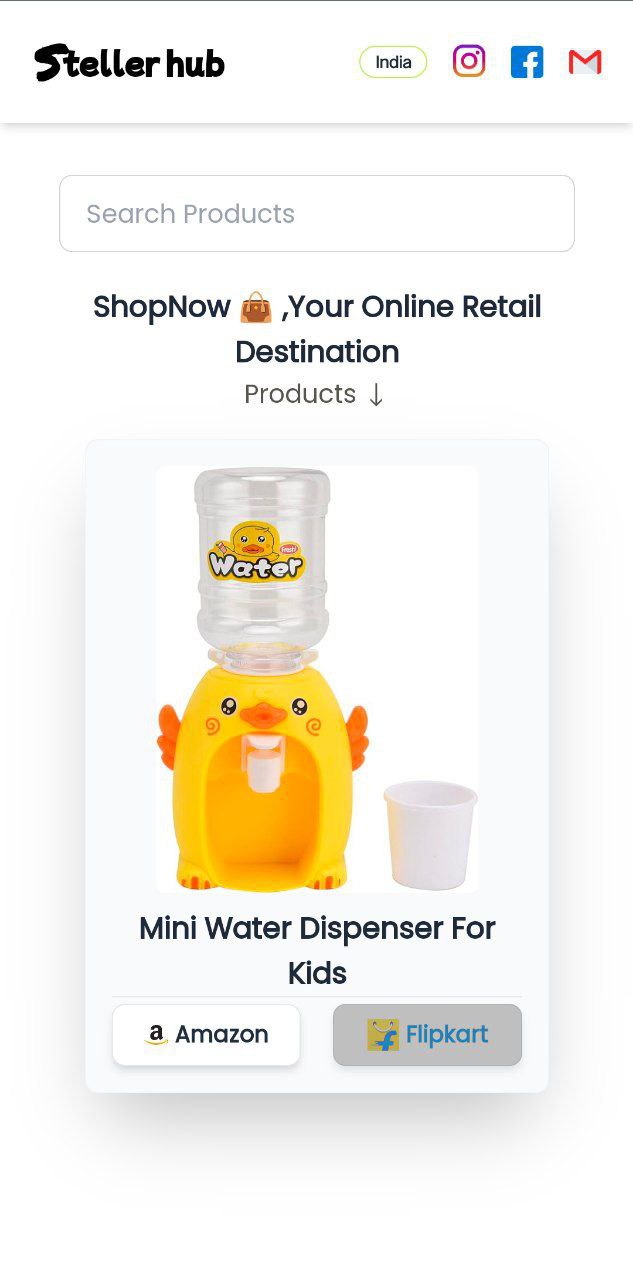 Steller hub
India
Search Products
ShopNow 👜 ,Your Online Retail
Destination
Products ↓
Fresh
Water
Mini Water Dispenser For
Kids
Amazon
Flipkart